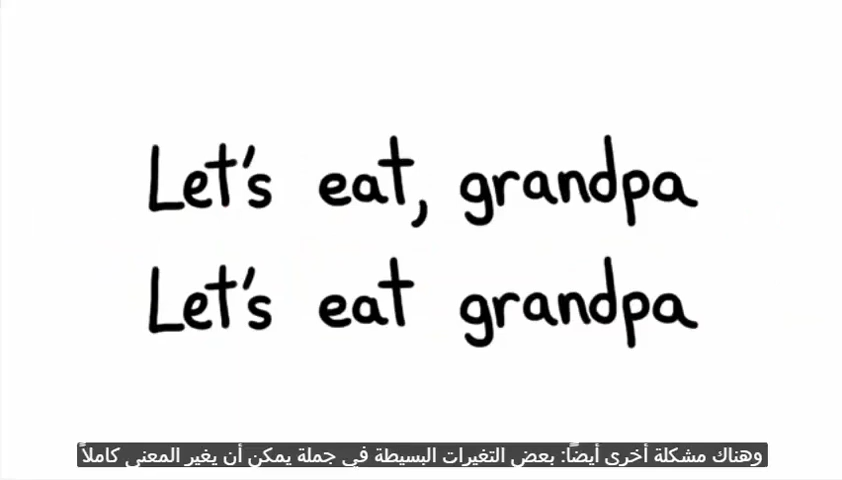 Let's eat, grandpa
Let's eat grandpa
وهناك مشكلة أخرى أيضًا: بعض التغيرات البسيطة في جملة يمكن أن يغير المعنى كاملاً